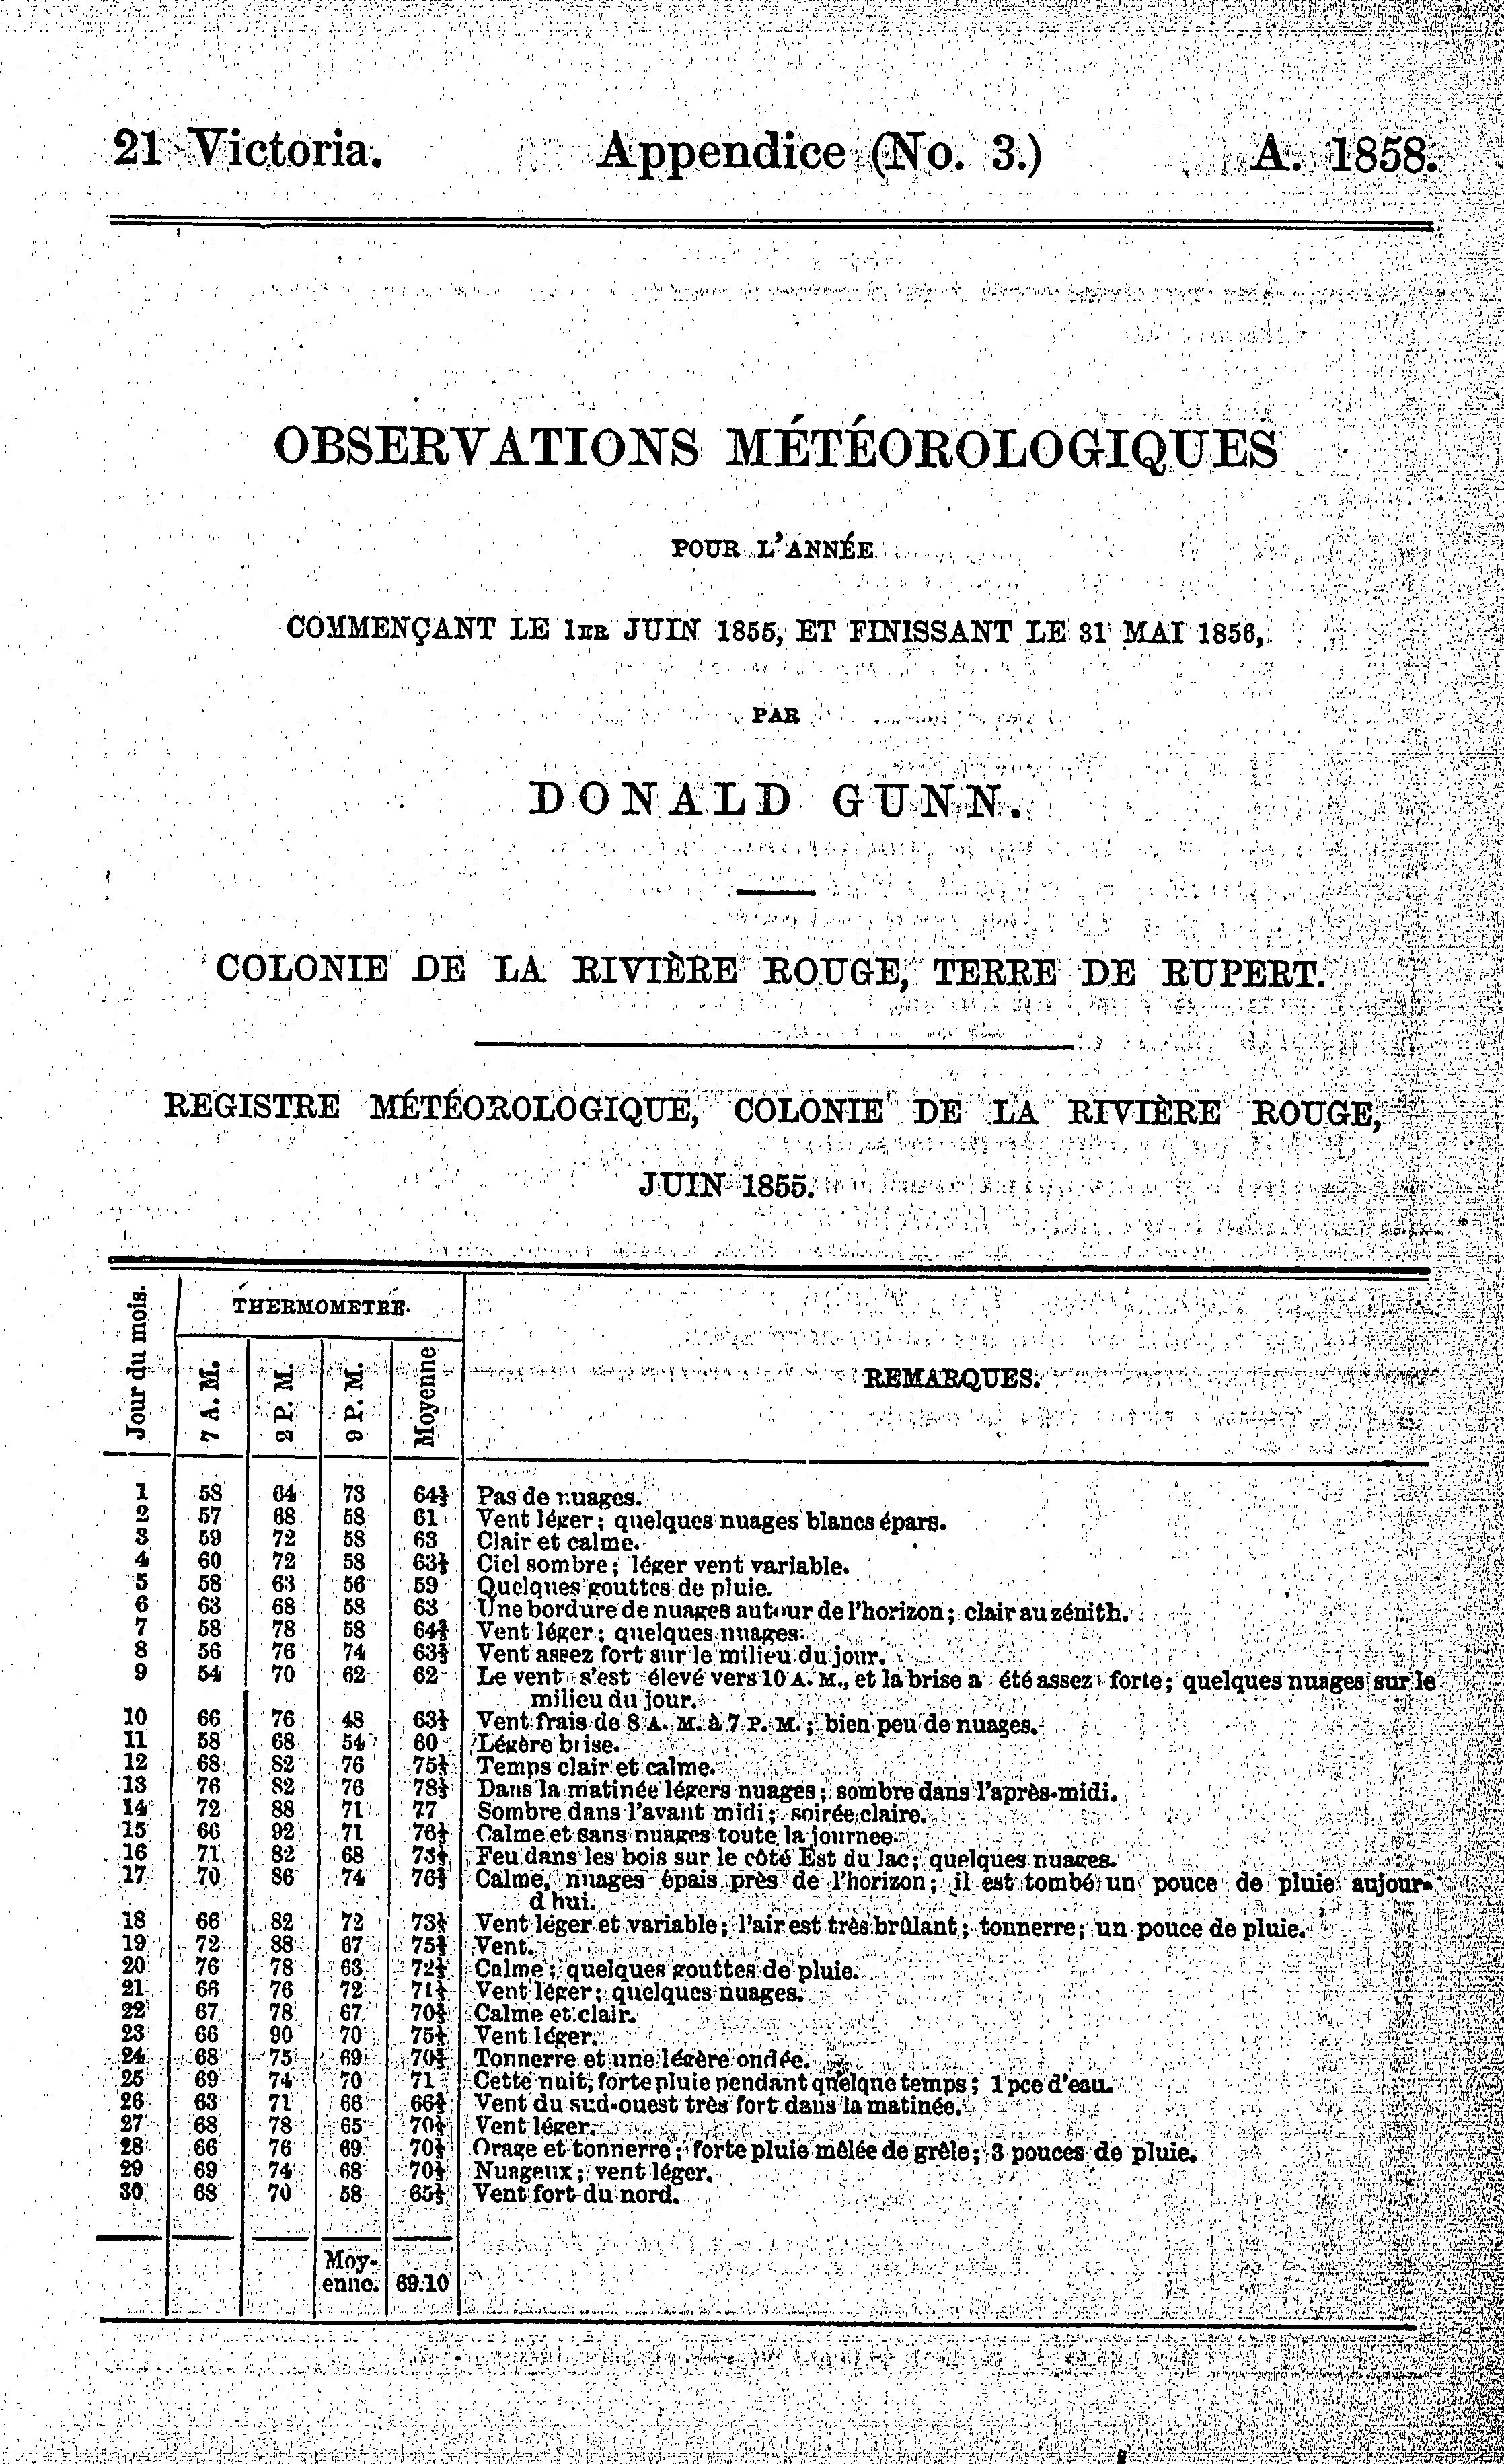 21 Victoria. Appendice (No. 3.) A. 1858.
OBSERVATIONS MÉTÉOROLOGIQUES
POUR L'ANNÉE
COMMENÇANT LE 1ER JUIN 1855, ET FINISSANT LE 31 MAI 1856,
PAR
DONALD GUNN.
COLONIE DE LA RIVIÈRE ROUGE, TERRE DE RUPERT.
REGISTRE MÉTÉOROLOGIQUE, COLONIE DE LA RIVIÈRE ROUGE,
JUIN 1855.
Jour du mois. THERMOMETRE. REMARQUES.
7 A. M. 2 P. M. 9 P. M. Moyenne
1 58 64 73 64⅔ Pas de nuages.
2 57 68 58 61 Vent léger; quelques nuages blancs épars.
3 59 72 58 63 Clair et calme.
4 60 72 58 63⅓ Ciel sombre; léger vent variable.
5 58 63 56 59 Quelques gouttes de pluie.
6 63 68 58 63 Une bordure de nuages autour de l'horizon; clair au zénith.
7 58 78 58 64⅔ Vent léger; quelques nuages.
8 56 76 74 63⅔ Vent assez fort sur le milieu du jour.
9 54 70 62 62 Le vent s'est élevé vers 10 A. M., et la brise a été assez forte; quelques nuages sur le
milieu du jour.
10 66 76 48 63⅓ Vent frais de 8 A. M. à 7 P. M.; bien peu de nuages.
11 58 68 54 60 Légère brise.
12 68 82 76 75⅓ Temps clair et calme.
13 76 82 76 78⅓ Dans la matinée légers nuages; sombre dans l'après-midi.
14 72 88 71 77 Sombre dans l'avant midi; soirée claire.
15 66 92 71 76⅓ Calme et sans nuages toute la journee.
16 71 82 68 73⅓ Feu dans les bois sur le côté Est du lac; quelques nuages.
17 70 86 74 76⅔ Calme, nuages épais près de l'horizon; il est tombé un pouce de pluie aujour-
d'hui.
18 66 82 72 73⅓ Vent léger et variable; l'air est très brûlant; tonnerre; un pouce de pluie.
19 72 88 67 75⅔ Vent.
20 76 78 63 72⅓ Calme; quelques gouttes de pluie.
21 66 76 72 71⅓ Vent léger; quelques nuages.
22 67 78 67 70⅔ Calme et clair.
23 66 90 70 75⅓ Vent léger.
24 68 75 69 70⅔ Tonnerre et une légère ondée.
25 69 74 70 71 Cette nuit, forte pluie pendant quelque temps; 1 pce d'eau.
26 63 71 66 66⅔ Vent du sud-ouest très fort dans la matinée.
27 68 78 65 70⅓ Vent léger.
28 66 76 69 70⅓ Orage et tonnerre; forte pluie mêlée de grêle; 3 pouces de pluie.
29 69 74 68 70⅓ Nuageux; vent léger.
30 68 70 58 65⅓ Vent fort du nord.
Moy-
enne. 69.10